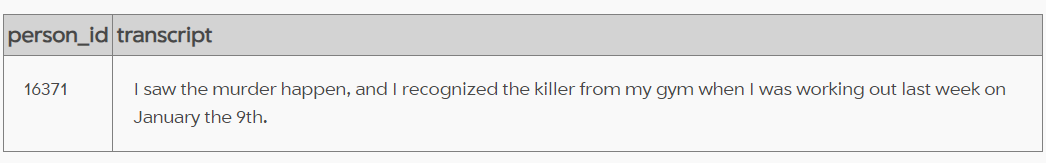 person_id transcript
16371 I saw the murder happen, and I recognized the killer from my gym when I was working out last week on
January the 9th.